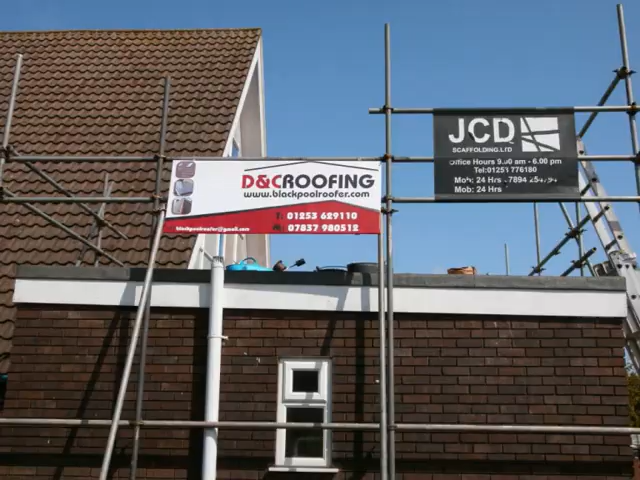 D&CROOFING
www.blackpoolroofer.com
T: 01253 629110
M: 07837 980512
blackpoolroofer@gmail.com
JCD
SCAFFOLDING.LTD
Office Hours 9.00 am - 6.00 pm
Tel:01253 776180
Mob: 24 Hrs
Mob: 24 Hrs